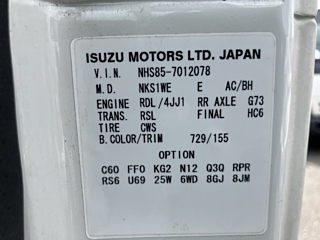 ISUZU MOTORS LTD. JAPAN
V.I.N. NHS85-7012078
M.D. NKS1WE E AC/BH
ENGINE RDL/4JJ1 RR AXLE G73
TRANS. RSL FINAL HC6
TIRE CWS
B.COLOR/TRIM 729/155
OPTION
C60 FF0 KG2 N12 Q3Q RPR
RS6 U69 25W 6WD 8GJ 8JM